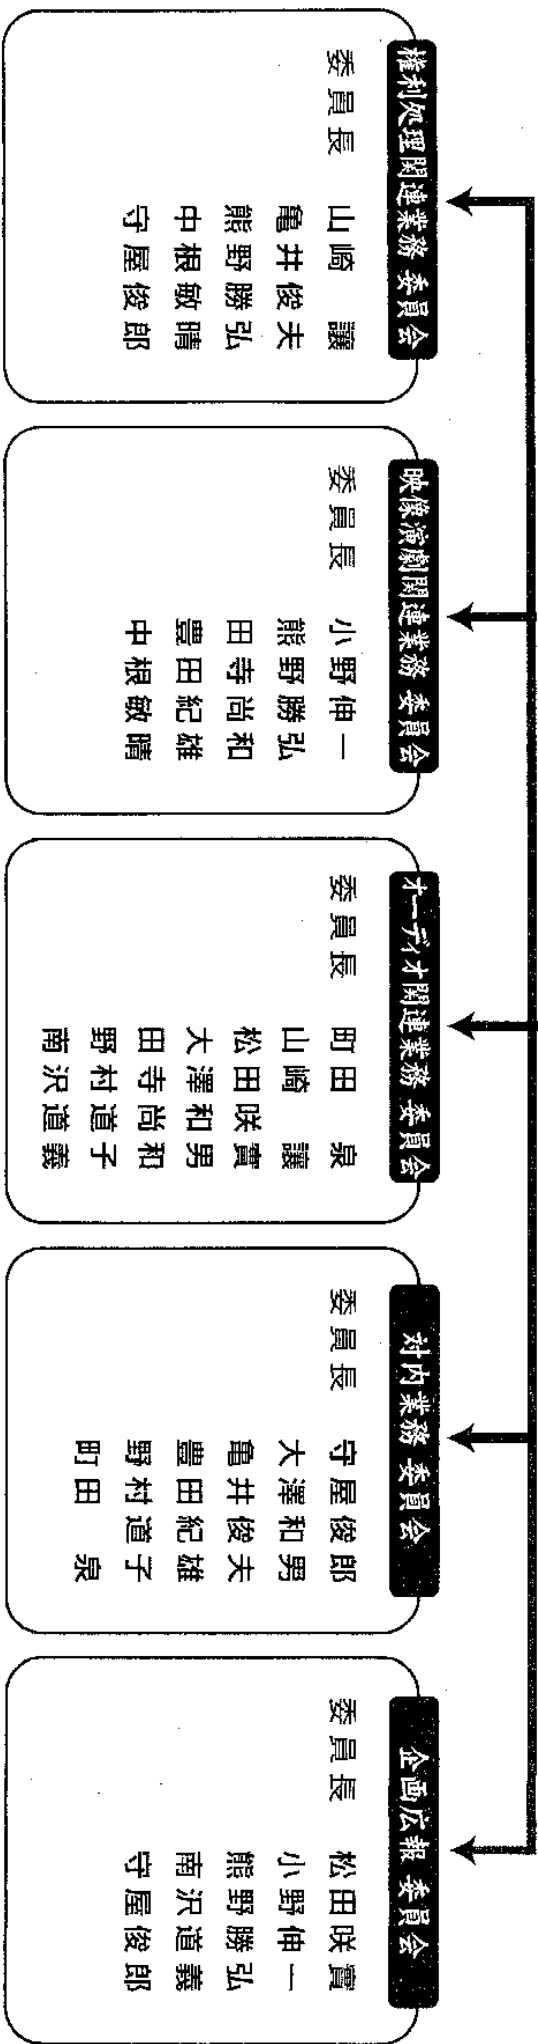 権利処理関連業務 委員会
委員長 山崎 讓
亀井俊夫
熊野勝弘
中根敏晴
守屋俊郎
映像演劇関連業務 委員会
委員長 小野伸一
熊野勝弘
田寺尚和
豊田紀雄
中根敏晴
オーディオ関連業務 委員会
委員長 町田 泉
山崎 讓
松田咲實
大澤和男
田寺尚和
野村道子
南沢道義
対内業務 委員会
委員長 守屋俊郎
大澤和男
亀井俊夫
豊田紀雄
野村道子
町田 泉
企画広報 委員会
委員長 松田咲實
小野伸一
熊野勝弘
南沢道義
守屋俊郎